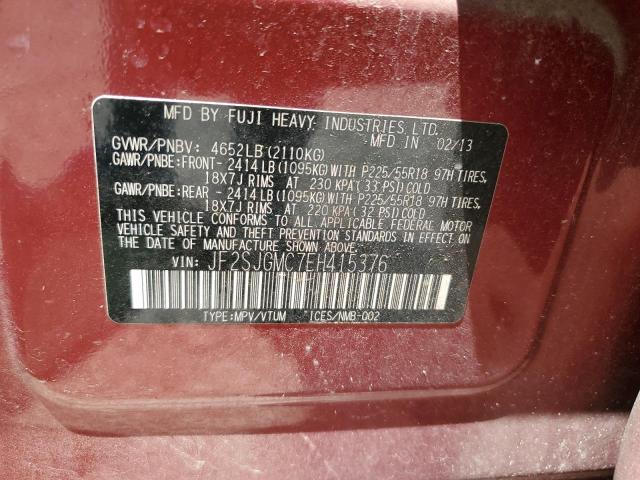 MFD BY FUJI HEAVY INDUSTRIES LTD.
MFD IN 02/13
GVWR/PNBV: 4652LB(2110KG)
GAWR/PNBE:FRONT- 2414LB(1095KG)WITH P225/55R18 97H TIRES,
18X7J RIMS AT 230 KPA(33 PSI)COLD
GAWR/PNBE:REAR - 2414LB(1095KG)WITH P225/55R18 97H TIRES,
18X7J RIMS AT 220 KPA(32 PSI)COLD
THIS VEHICLE CONFORMS TO ALL APPLICABLE FEDERAL MOTOR
VEHICLE SAFETY AND THEFT PREVENTION STANDARDS IN EFFECT
ON THE DATE OF MANUFACTURE SHOWN ABOVE.
VIN: JF2SJGMC7EH415376
TYPE:MPV/VTUM ICES/NMB-002